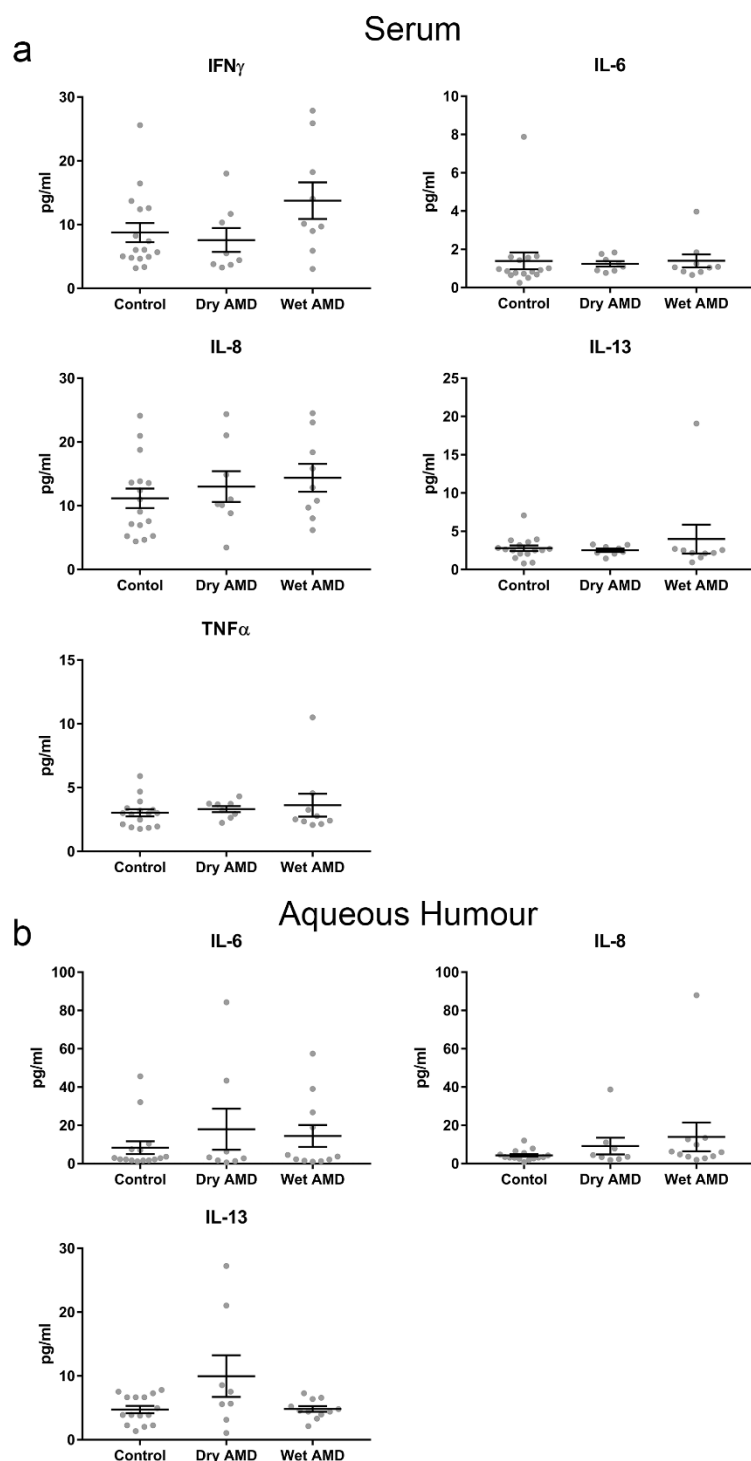 Serum
a
IFNγ
30
20
10
0
pg/ml
Control
Dry AMD
Wet AMD
IL-6
10
8
6
4
2
0
pg/ml
Control
Dry AMD
Wet AMD
IL-8
30
20
10
0
pg/ml
Contol
Dry AMD
Wet AMD
IL-13
25
20
15
10
5
0
pg/ml
Control
Dry AMD
Wet AMD
TNFα
15
10
5
0
pg/ml
Control
Dry AMD
Wet AMD
Aqueous Humour
b
IL-6
100
80
60
40
20
0
pg/ml
Control
Dry AMD
Wet AMD
IL-8
100
80
60
40
20
0
pg/ml
Contol
Dry AMD
Wet AMD
IL-13
30
20
10
0
pg/ml
Control
Dry AMD
Wet AMD